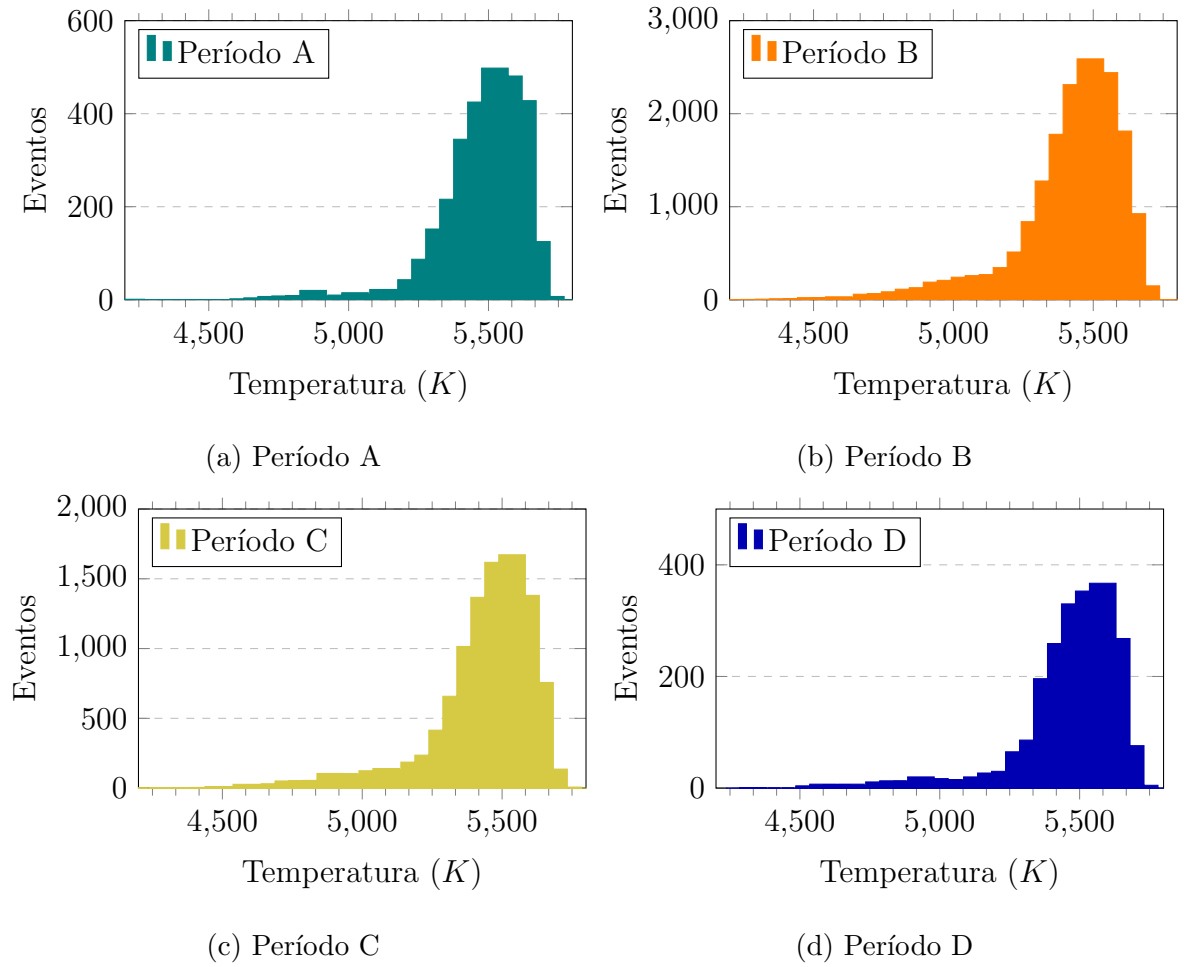 600
400
200
0
Eventos
Período A
4,500 5,000 5,500
Temperatura (K)
(a) Período A
3,000
2,000
1,000
0
Eventos
Período B
4,500 5,000 5,500
Temperatura (K)
(b) Período B
2,000
1,500
1,000
500
0
Eventos
Período C
4,500 5,000 5,500
Temperatura (K)
(c) Período C
400
200
0
Eventos
Período D
4,500 5,000 5,500
Temperatura (K)
(d) Período D